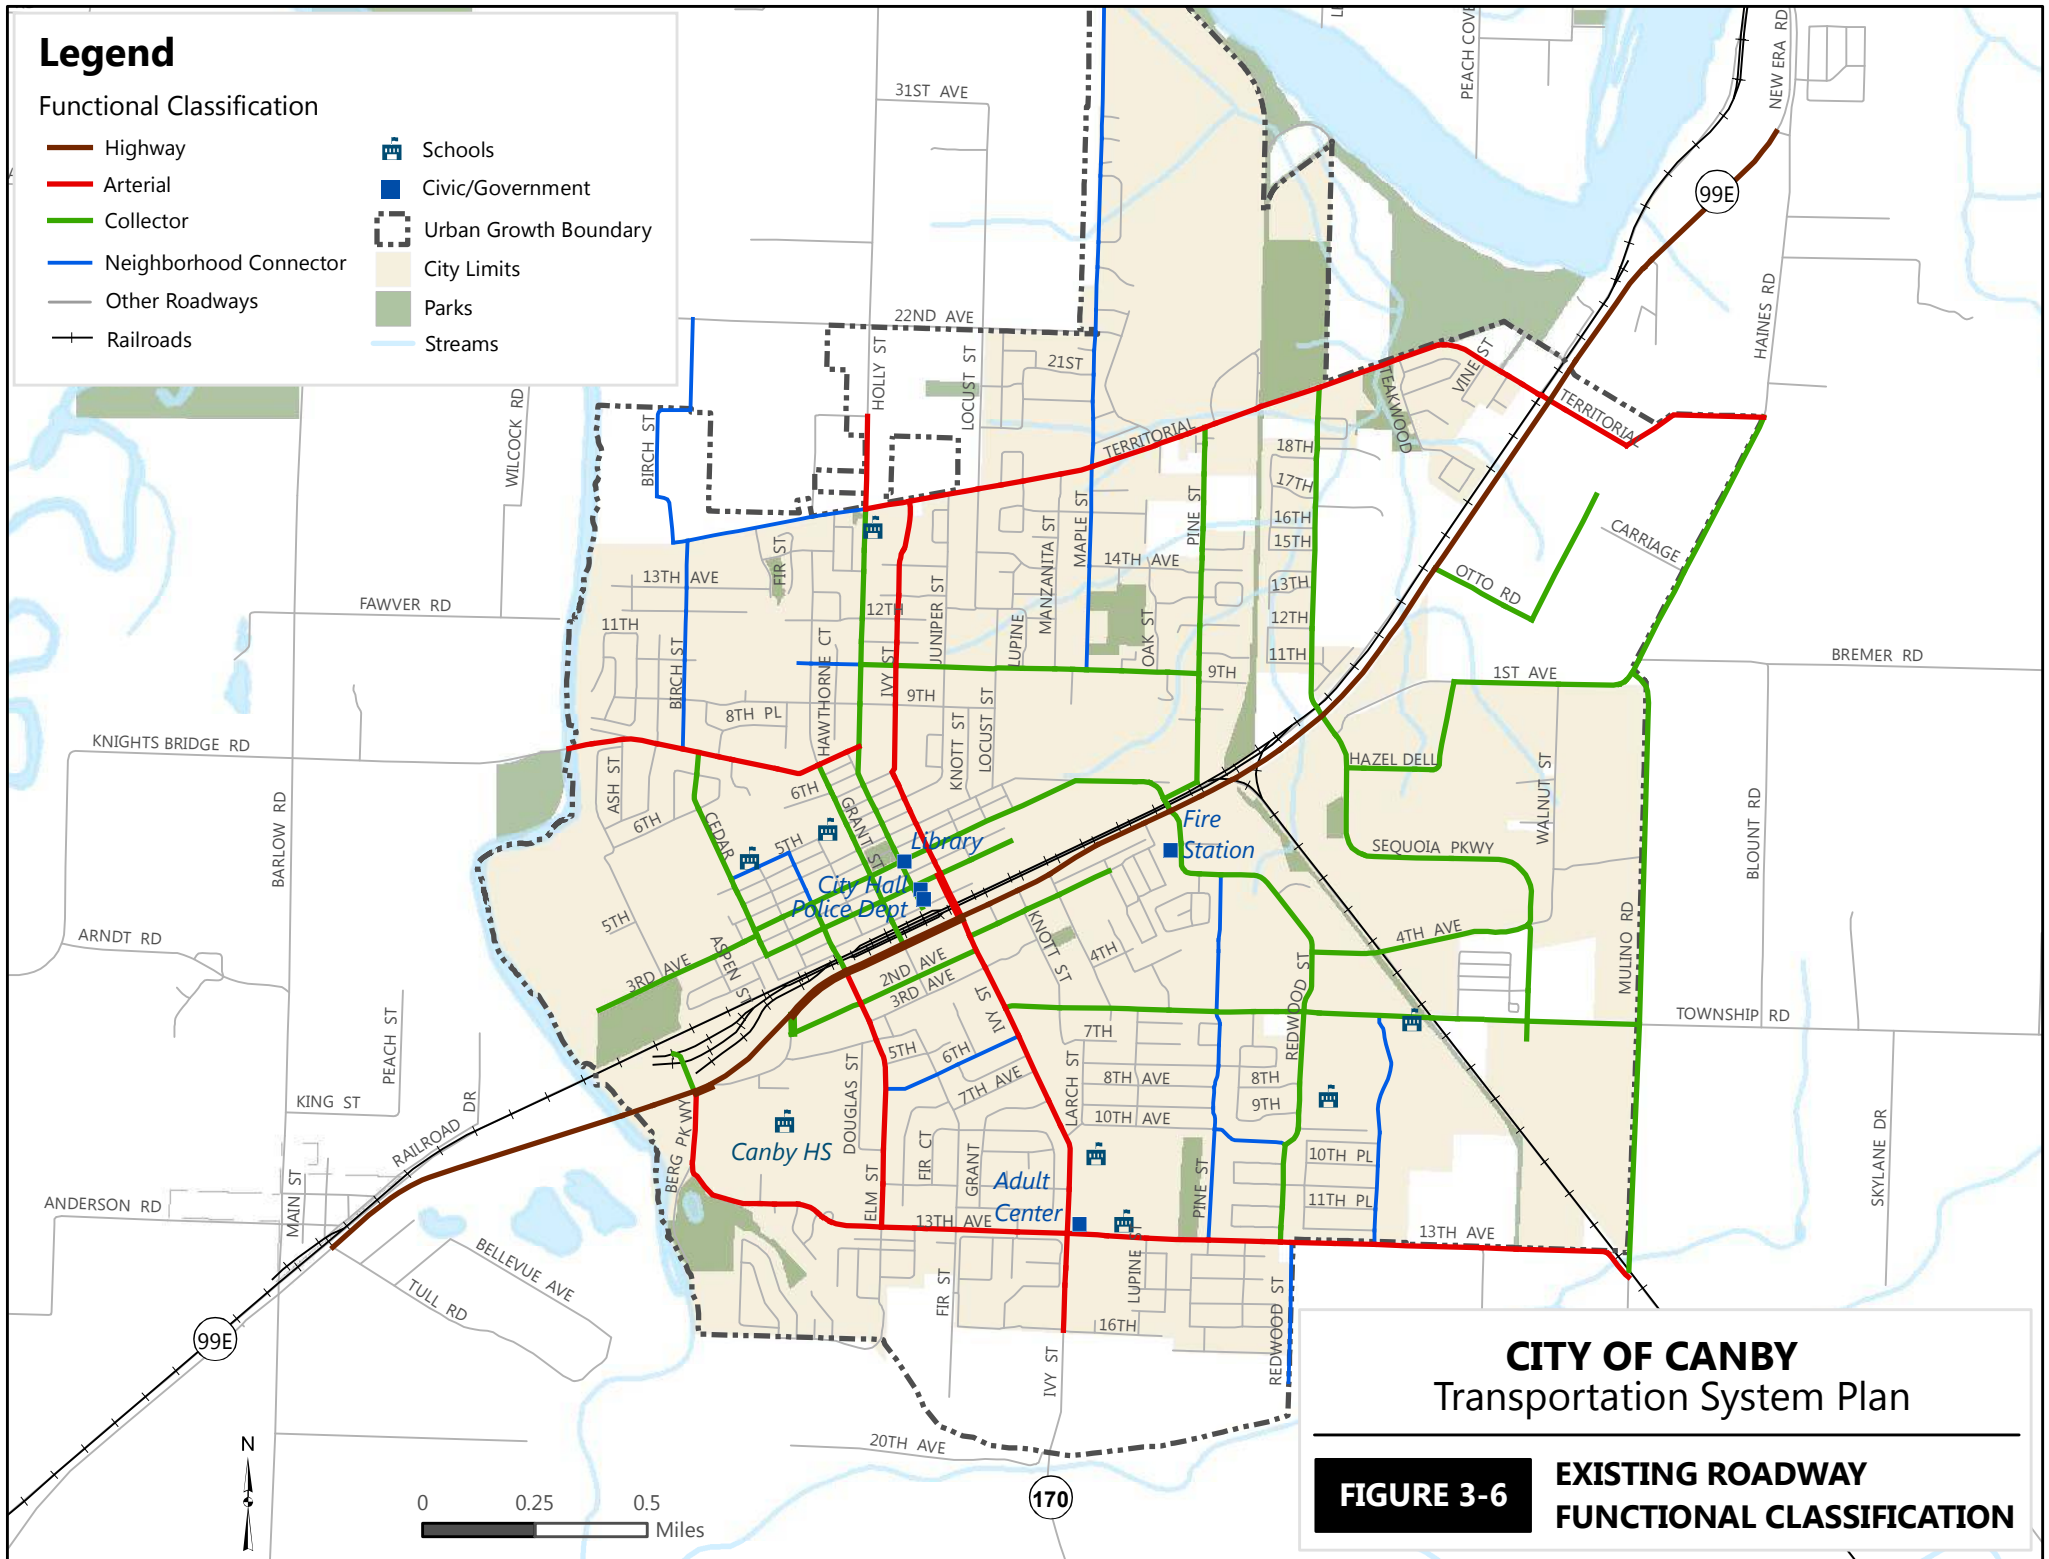 Legend
Functional Classification
Highway
Arterial
Collector
Neighborhood Connector
Other Roadways
Railroads
Schools
Civic/Government
Urban Growth Boundary
City Limits
Parks
Streams
31ST AVE
PEACH COVE
NEW ERA RD
99E
22ND AVE
HOLLY ST
LOCUST ST
21ST
HAINES RD
VINE ST
TEAKWOOD
TERRITORIAL
TERRITORIAL
WILCOCK RD
BIRCH ST
18TH
17TH
16TH
15TH
PINE ST
MAPLE ST
MANZANITA ST
14TH AVE
CARRIAGE
OTTO RD
13TH AVE
FIR ST
13TH
12TH
12TH
11TH
FAWVER RD
11TH
JUNIPER ST
LUPINE
OAK ST
BIRCH ST
HAWTHORNE CT
IVY ST
9TH
9TH
1ST AVE
BREMER RD
8TH PL
KNOTT ST
LOCUST ST
KNIGHTS BRIDGE RD
HAZEL DELL
ASH ST
6TH
6TH
GRANT ST
CEDAR
5TH
BARLOW RD
WALNUT ST
BLOUNT RD
Library
Fire
Station
SEQUOIA PKWY
City Hall
Police Dept
5TH
ARNDT RD
4TH AVE
MULINO RD
KNOTT ST
4TH
ASPEN ST
3RD AVE
2ND AVE
3RD AVE
IVY ST
REDWOOD ST
TOWNSHIP RD
PEACH ST
7TH
5TH
6TH
7TH AVE
DOUGLAS ST
LARCH ST
8TH AVE
8TH
9TH
10TH AVE
KING ST
RAILROAD DR
BERG PKWY
Canby HS
FIR CT
GRANT
10TH PL
11TH PL
SKYLANE DR
ANDERSON RD
MAIN ST
ELM ST
Adult
Center
PINE ST
13TH AVE
13TH AVE
LUPINE ST
BELLEVUE AVE
TULL RD
FIR ST
REDWOOD ST
16TH
99E
IVY ST
20TH AVE
170
N
0 0.25 0.5
Miles
CITY OF CANBY
Transportation System Plan
FIGURE 3-6
EXISTING ROADWAY
FUNCTIONAL CLASSIFICATION